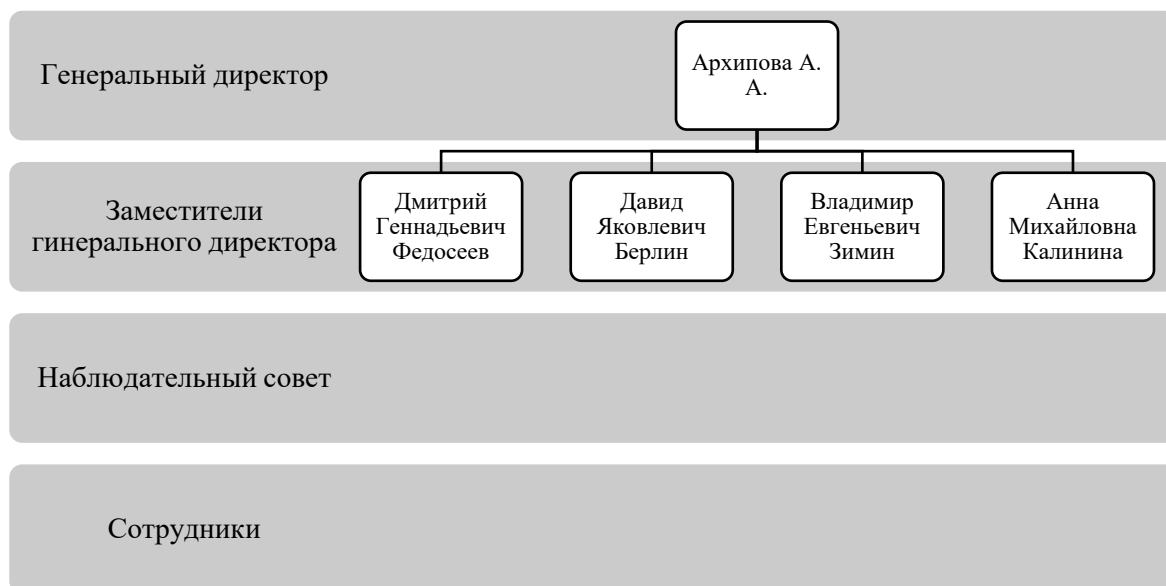 Генеральный директор
Архипова А.
А.
Заместители
гинерального директора
Дмитрий
Геннадьевич
Федосеев
Давид
Яковлевич
Берлин
Владимир
Евгеньевич
Зимин
Анна
Михайловна
Калинина
Наблюдательный совет
Сотрудники